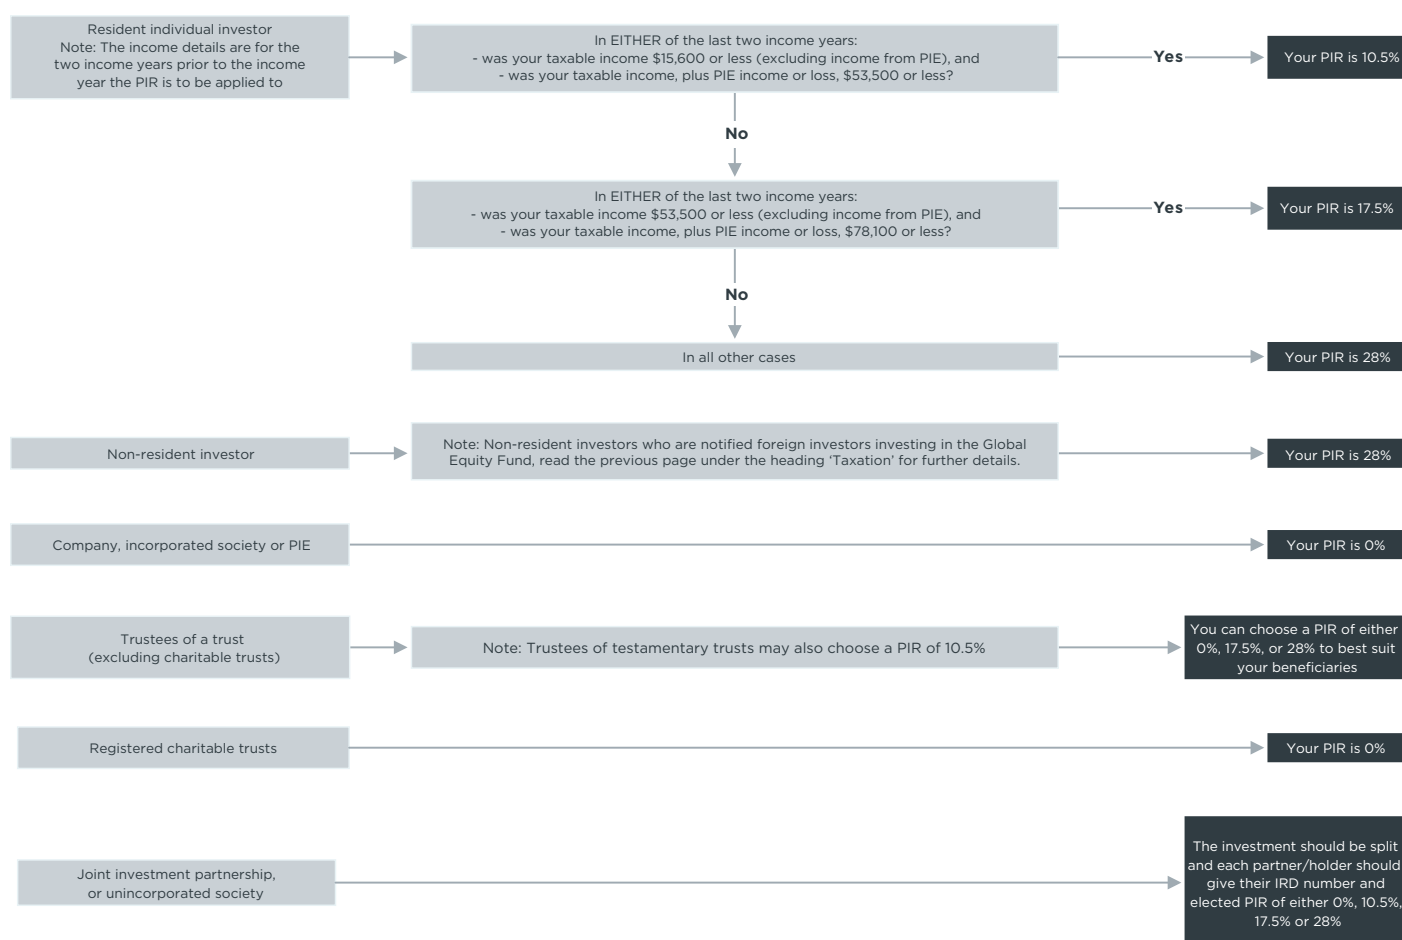 Resident individual investor
Note: The income details are for the
two income years prior to the income
year the PIR is to be applied to
In EITHER of the last two income years:
- was your taxable income $15,600 or less (excluding income from PIE), and
- was your taxable income, plus PIE income or loss, $53,500 or less?
Yes
Your PIR is 10.5%
No
In EITHER of the last two income years:
- was your taxable income $53,500 or less (excluding income from PIE), and
- was your taxable income, plus PIE income or loss, $78,100 or less?
Yes
Your PIR is 17.5%
No
In all other cases
Your PIR is 28%
Non-resident investor
Note: Non-resident investors who are notified foreign investors investing in the Global
Equity Fund, read the previous page under the heading ‘Taxation’ for further details.
Your PIR is 28%
Company, incorporated society or PIE
Your PIR is 0%
Trustees of a trust
(excluding charitable trusts)
Note: Trustees of testamentary trusts may also choose a PIR of 10.5%
You can choose a PIR of either
0%, 17.5%, or 28% to best suit
your beneficiaries
Registered charitable trusts
Your PIR is 0%
Joint investment partnership,
or unincorporated society
The investment should be split
and each partner/holder should
give their IRD number and
elected PIR of either 0%, 10.5%,
17.5% or 28%